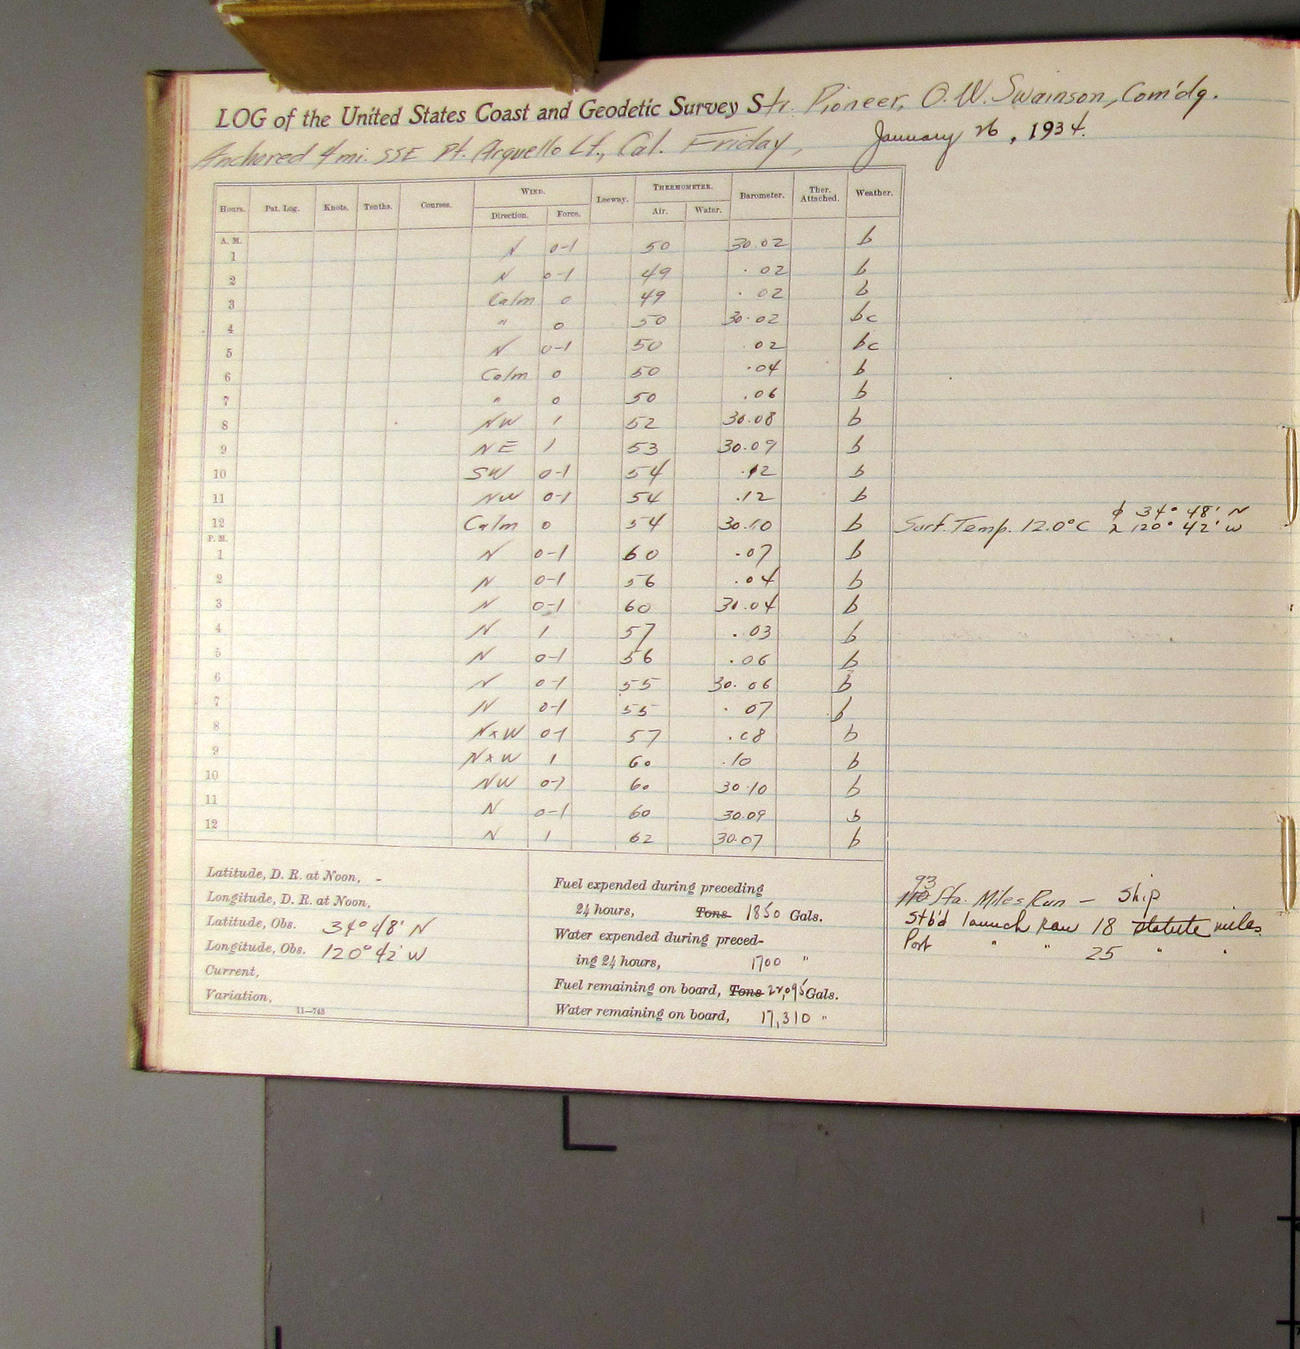 LOG of the United States Coast and Geodetic Survey Str. Pioneer, O. W. Swainson, Com'dg.
Anchored 4 mi. SSE Pt. Arguello Lt., Cal. Friday, January 26, 1934.
Hours. Pat. Log. Knots. Tenths. Courses. WIND. Leeway. THERMOMETER. Barometer. Ther. Attached. Weather.
Direction. Force. Air. Water.
A. M.
1 N 0-1 50 30.02 b
2 N 0-1 49 .02 b
3 Calm 0 49 .02 b
4 " 0 50 30.02 bc
5 N 0-1 50 .02 bc
6 Calm 0 50 .04 b
7 " 0 50 .06 b
8 NW 1 52 30.08 b
9 NE 1 53 30.09 b
10 SW 0-1 54 .12 b
11 NW 0-1 54 .12 b
12 Calm 0 54 30.10 b Surf. Temp. 12.0°C φ 34° 48' N
λ 120° 42' W
P. M.
1 N 0-1 60 .07 b
2 N 0-1 56 .04 b
3 N 0-1 60 30.04 b
4 N 1 57 .03 b
5 N 0-1 56 .06 b
6 N 0-1 55 30.06 b
7 N 0-1 55 .07 b
8 NxW 0-1 57 .08 b
9 NxW 1 60 .10 b
10 NW 0-1 60 30.10 b
11 N 0-1 60 30.09 b
12 N 1 62 30.07 b
Latitude, D. R. at Noon, -
Longitude, D. R. at Noon,
Latitude, Obs. 34° 48' N
Longitude, Obs. 120° 42' W
Current,
Variation,
11—743
Fuel expended during preceding
24 hours, Tons 1850 Gals.
Water expended during preced-
ing 24 hours, 1700 "
Fuel remaining on board, Tons 22,095 Gals.
Water remaining on board, 17,310 "
93
Sta. Miles Run - Ship
Stb'd launch Ran 18 statute miles
Port " " 25 " "